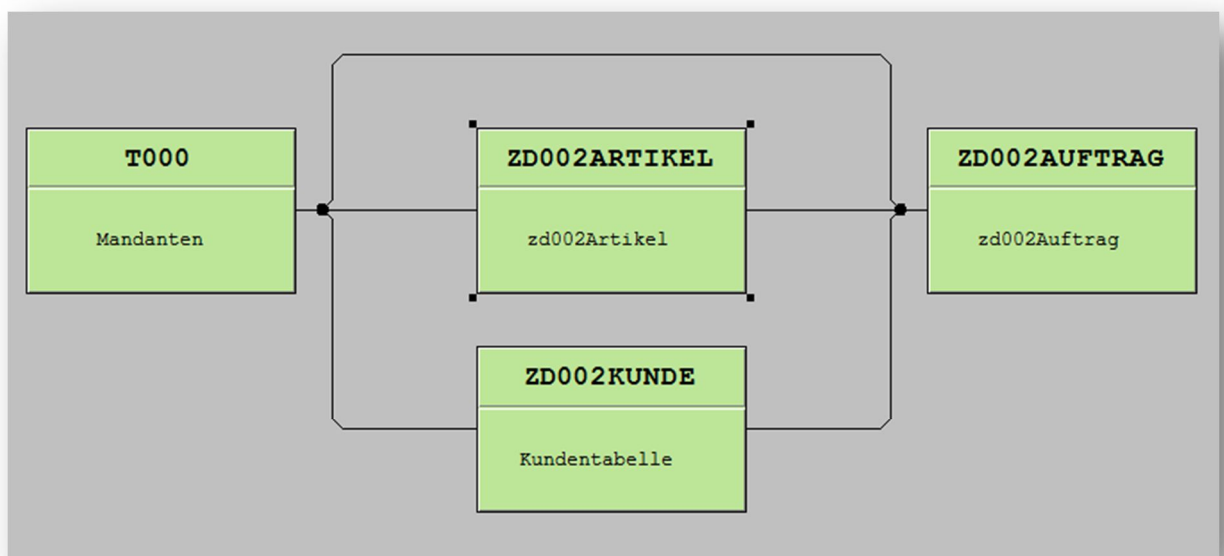 T000
Mandanten
ZD002ARTIKEL
zd002Artikel
ZD002AUFTRAG
zd002Auftrag
ZD002KUNDE
Kundentabelle